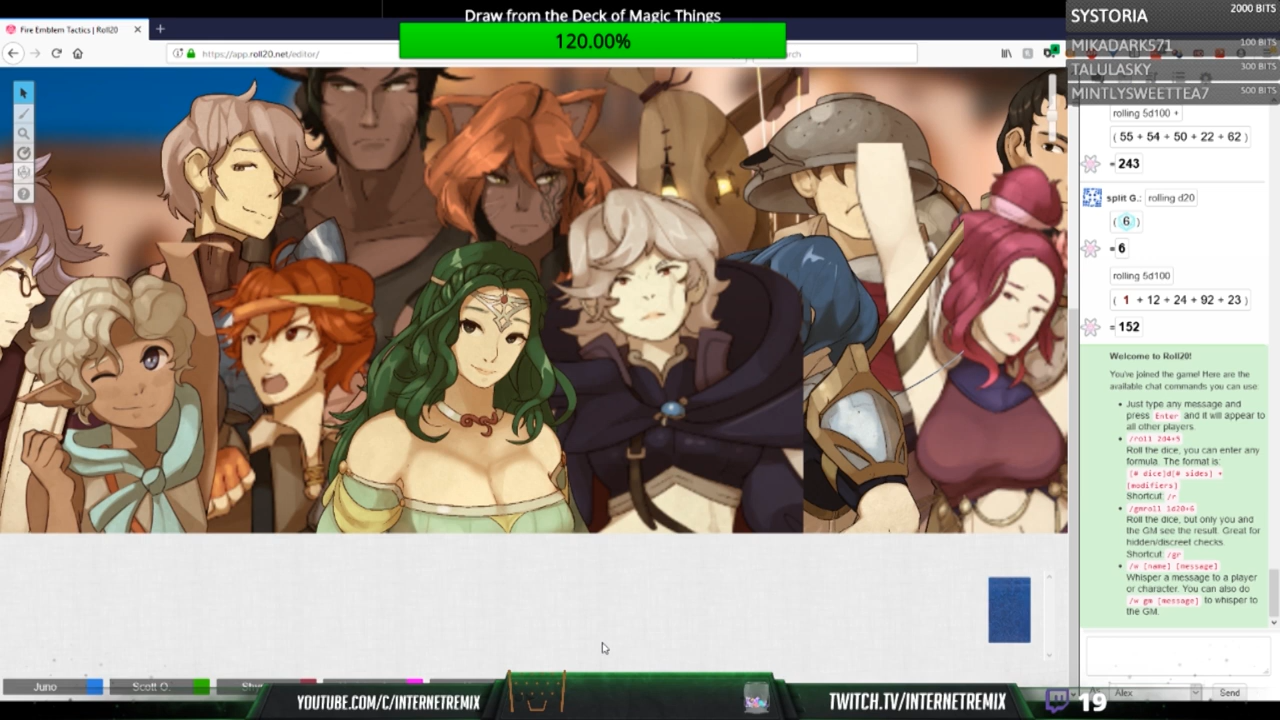 Draw from the Deck of Magic Things
120.00%
SYSTORIA 2000 BITS
MIKADARK571 100 BITS
TALULASKY 300 BITS
MINTLYSWEETTEA7 500 BITS
Fire Emblem Tactics | Roll20
https://app.roll20.net/editor/
rolling 5d100 +
( 55 + 54 + 50 + 22 + 62 )
= 243
split G.: rolling d20
( 6 )
= 6
rolling 5d100
( 1 + 12 + 24 + 92 + 23 )
= 152
Welcome to Roll20!
You've joined the game! Here are the
available chat commands you can use:
• Just type any message and
press Enter and it will appear to
all other players.
• /roll 2d4+5
Roll the dice, you can enter any
formula. The format is:
[# dice]d[# sides] +
[modifiers]
Shortcut: /r
• /gmroll 1d20+6
Roll the dice, but only you and
the GM see the result. Great for
hidden/discreet checks.
Shortcut: /gr
• /w [name] [message]
Whisper a message to a player
or character. You can also do
/w gm [message] to whisper to
the GM.
Juno
Scott O.
YOUTUBE.COM/C/INTERNETREMIX
TWITCH.TV/INTERNETREMIX
19
Alex
Send